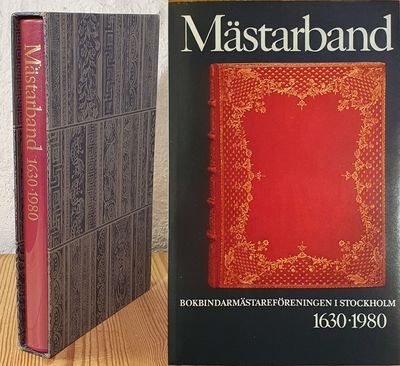 Mästarband 1630·1980
Mästarband
BOKBINDARMÄSTAREFÖRENINGEN I STOCKHOLM
1630·1980